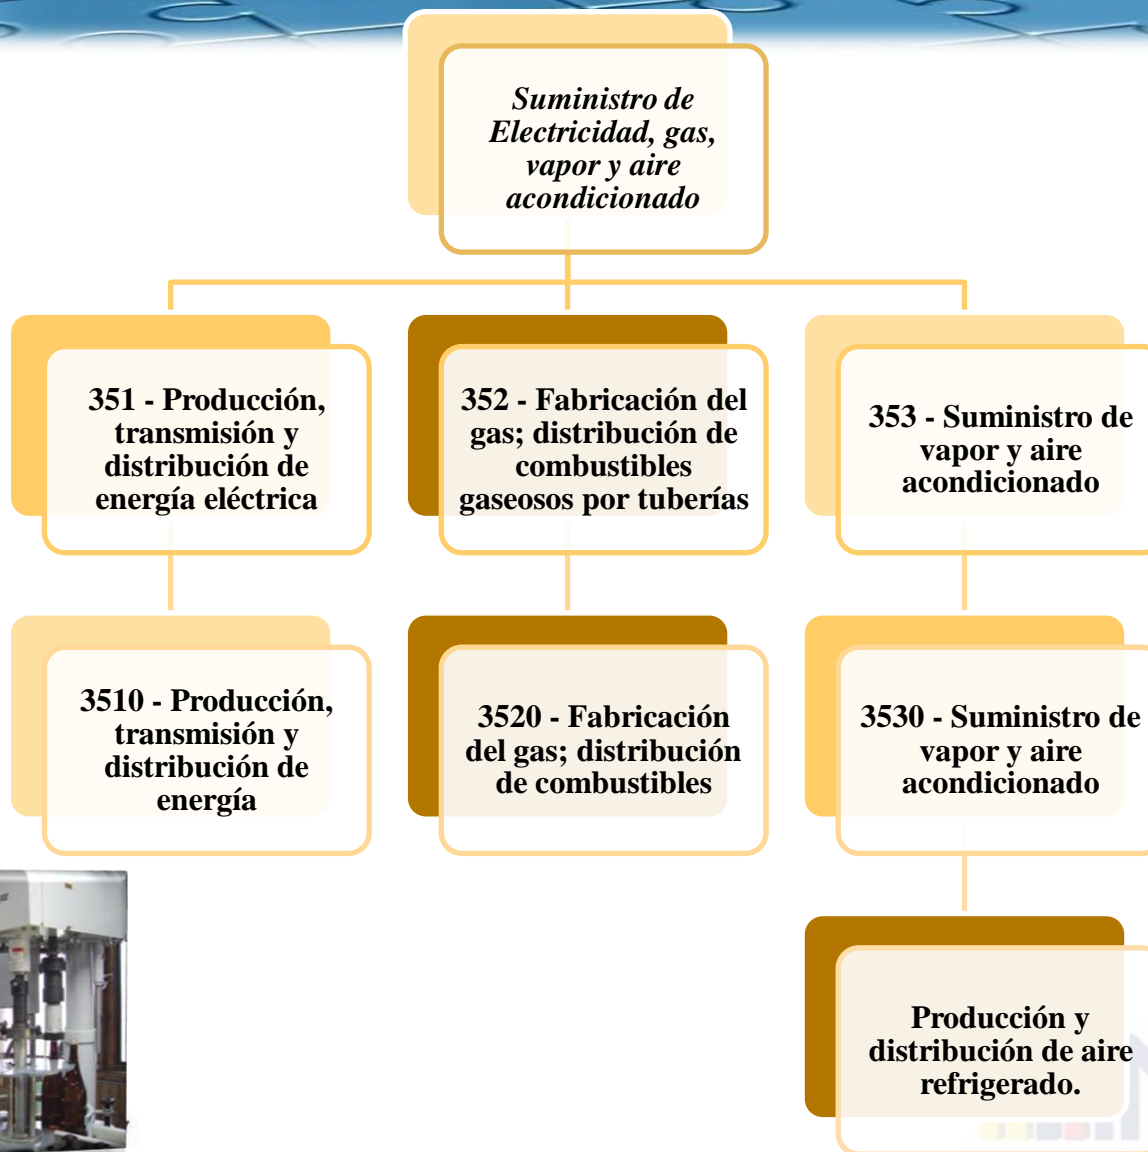 Suministro de
Electricidad, gas,
vapor y aire
acondicionado
351 - Producción,
transmisión y
distribución de
energía eléctrica
352 - Fabricación del
gas; distribución de
combustibles
gaseosos por tuberías
353 - Suministro de
vapor y aire
acondicionado
3510 - Producción,
transmisión y
distribución de
energía
3520 - Fabricación
del gas; distribución
de combustibles
3530 - Suministro de
vapor y aire
acondicionado
Producción y
distribución de aire
refrigerado.